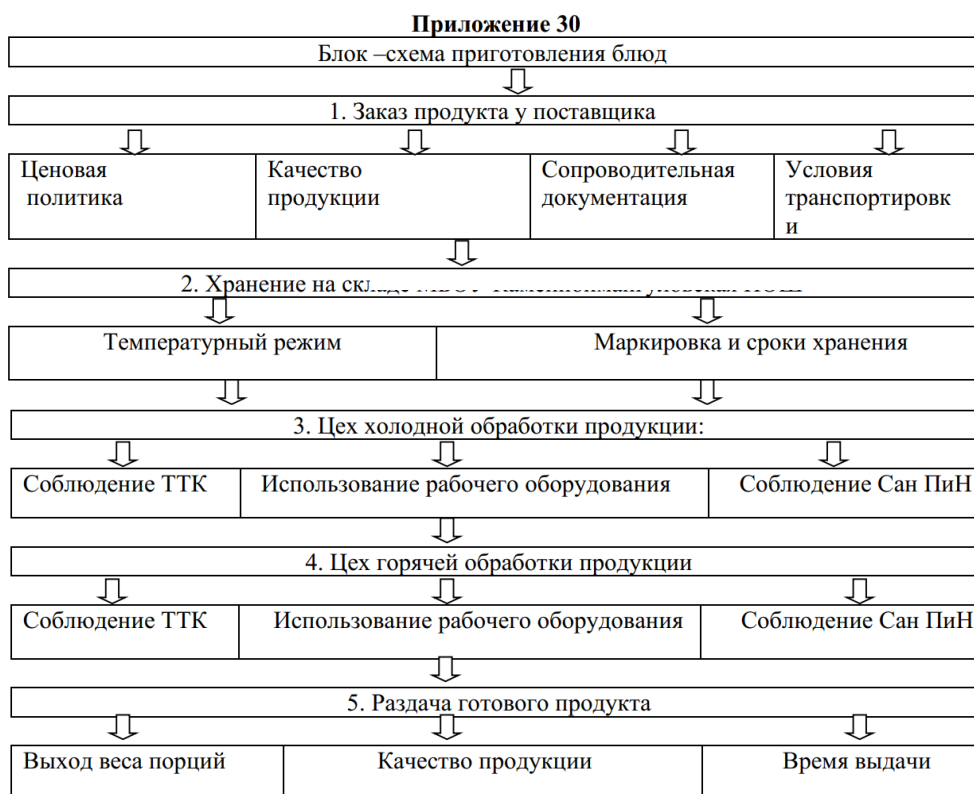 Приложение 30
Блок –схема приготовления блюд
1. Заказ продукта у поставщика
Ценовая
политика
Качество
продукции
Сопроводительная
документация
Условия
транспортировк
и
2. Хранение на складе
Температурный режим
Маркировка и сроки хранения
3. Цех холодной обработки продукции:
Соблюдение ТТК
Использование рабочего оборудования
Соблюдение Сан ПиН
4. Цех горячей обработки продукции
Соблюдение ТТК
Использование рабочего оборудования
Соблюдение Сан ПиН
5. Раздача готового продукта
Выход веса порций
Качество продукции
Время выдачи